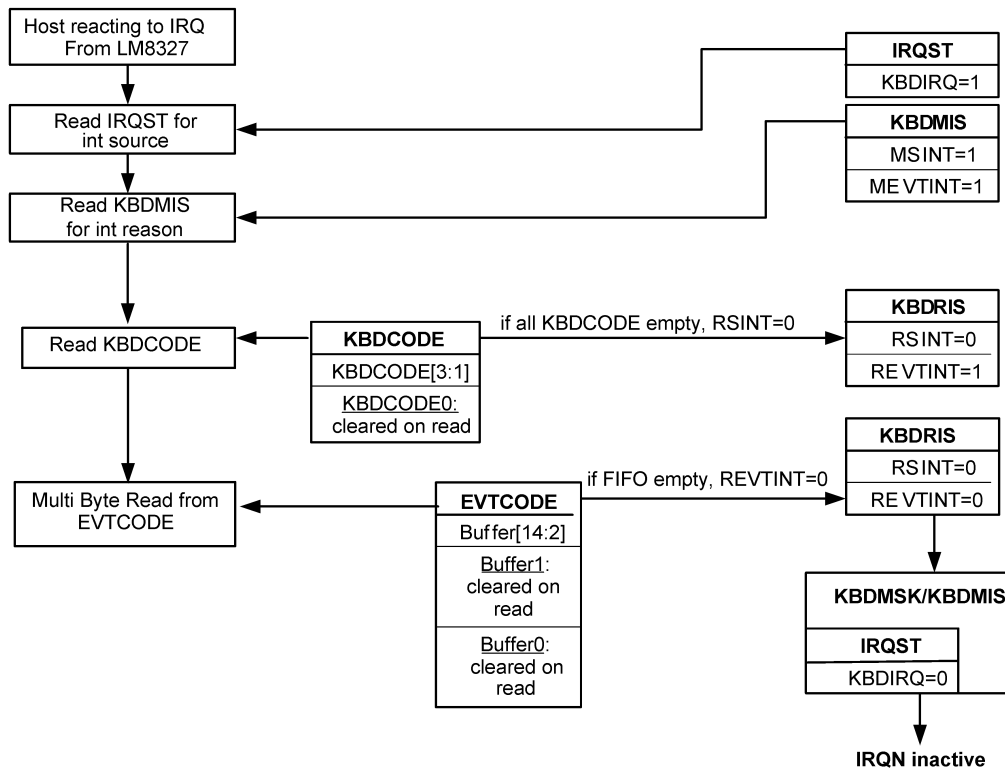 Host reacting to IRQ
From LM8327
Read IRQST for
int source
Read KBDMIS
for int reason
Read KBDCODE
Multi Byte Read from
EVTCODE
IRQST
KBDIRQ=1
KBDMIS
MSINT=1
MEVTINT=1
KBDCODE
KBDCODE[3:1]
KBDCODE0:
cleared on read
if all KBDCODE empty, RSINT=0
KBDRIS
RSINT=0
REVTINT=1
EVTCODE
Buffer[14:2]
Buffer1:
cleared on
read
Buffer0:
cleared on
read
if FIFO empty, REVTINT=0
KBDRIS
RSINT=0
REVTINT=0
KBDMSK/KBDMIS
IRQST
KBDIRQ=0
IRQN inactive